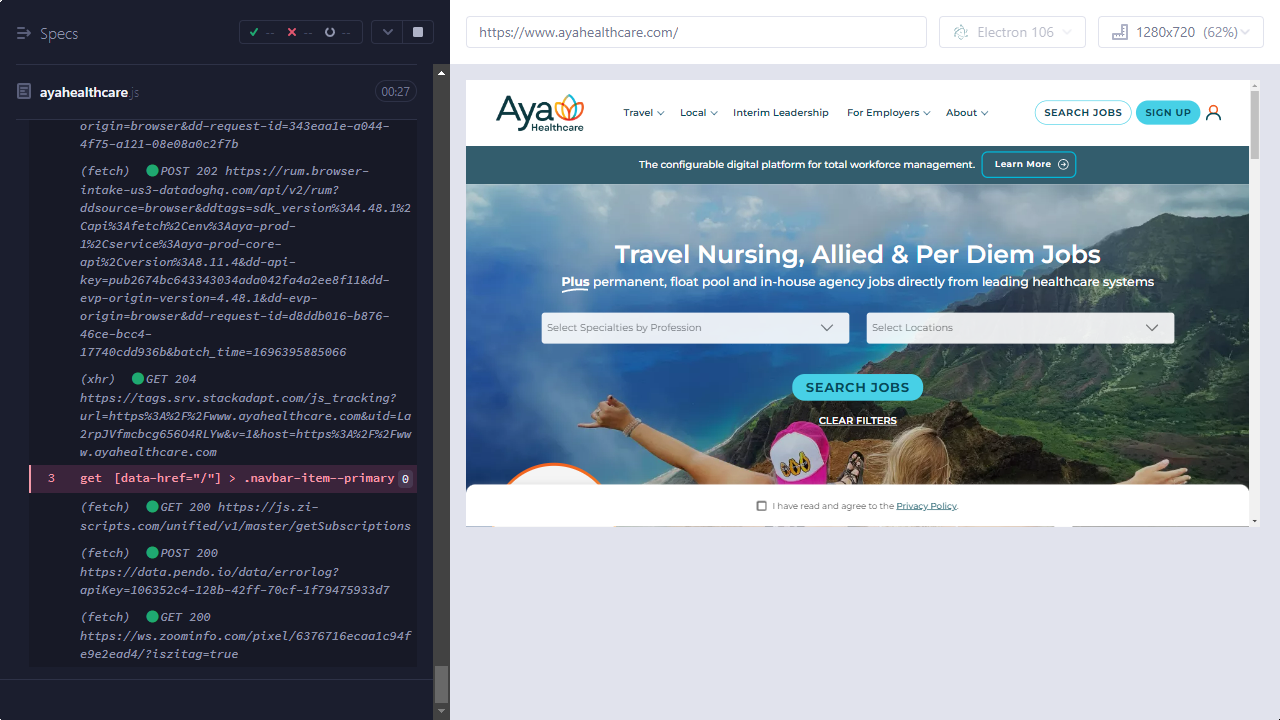 Specs
-- -- --
ayahealthcare.js
00:27
origin=browser&dd-request-id=343eaa1e-a044-
4f75-a121-08e08a0c2f7b
(fetch) POST 202 https://rum.browser-
intake-us3-datadoghq.com/api/v2/rum?
ddsource=browser&ddtags=sdk_version%3A4.48.1%2
Capi%3Afetch%2Cenv%3Aaya-prod-
1%2Cservice%3Aaya-prod-core-
api%2Cversion%3A8.11.4&dd-api-
key=pub2674bc643343034ada042fa4a2ee8f11&dd-
evp-origin-version=4.48.1&dd-evp-
origin=browser&dd-request-id=d8ddb016-b876-
46ce-bcc4-
17740cdd936b&batch_time=1696395885066
(xhr) GET 204
https://tags.srv.stackadapt.com/js_tracking?
url=https%3A%2F%2Fwww.ayahealthcare.com&uid=La
2rpJVfmcbcg656O4RLYw&v=1&host=https%3A%2F%2Fww
w.ayahealthcare.com
3 get [data-href="/"] > .navbar-item--primary 0
(fetch) GET 200 https://js.zi-
scripts.com/unified/v1/master/getSubscriptions
(fetch) POST 200
https://data.pendo.io/data/errorlog?
apiKey=106352c4-128b-42ff-70cf-1f79475933d7
(fetch) GET 200
https://ws.zoominfo.com/pixel/6376716ecaa1c94f
e9e2ead4/?iszitag=true
https://www.ayahealthcare.com/
Electron 106
1280x720 (62%)
Aya
Healthcare
Travel Local Interim Leadership For Employers About
SEARCH JOBS SIGN UP
The configurable digital platform for total workforce management. Learn More
Travel Nursing, Allied & Per Diem Jobs
Plus permanent, float pool and in-house agency jobs directly from leading healthcare systems
Select Specialties by Profession
Select Locations
SEARCH JOBS
CLEAR FILTERS
I have read and agree to the Privacy Policy.